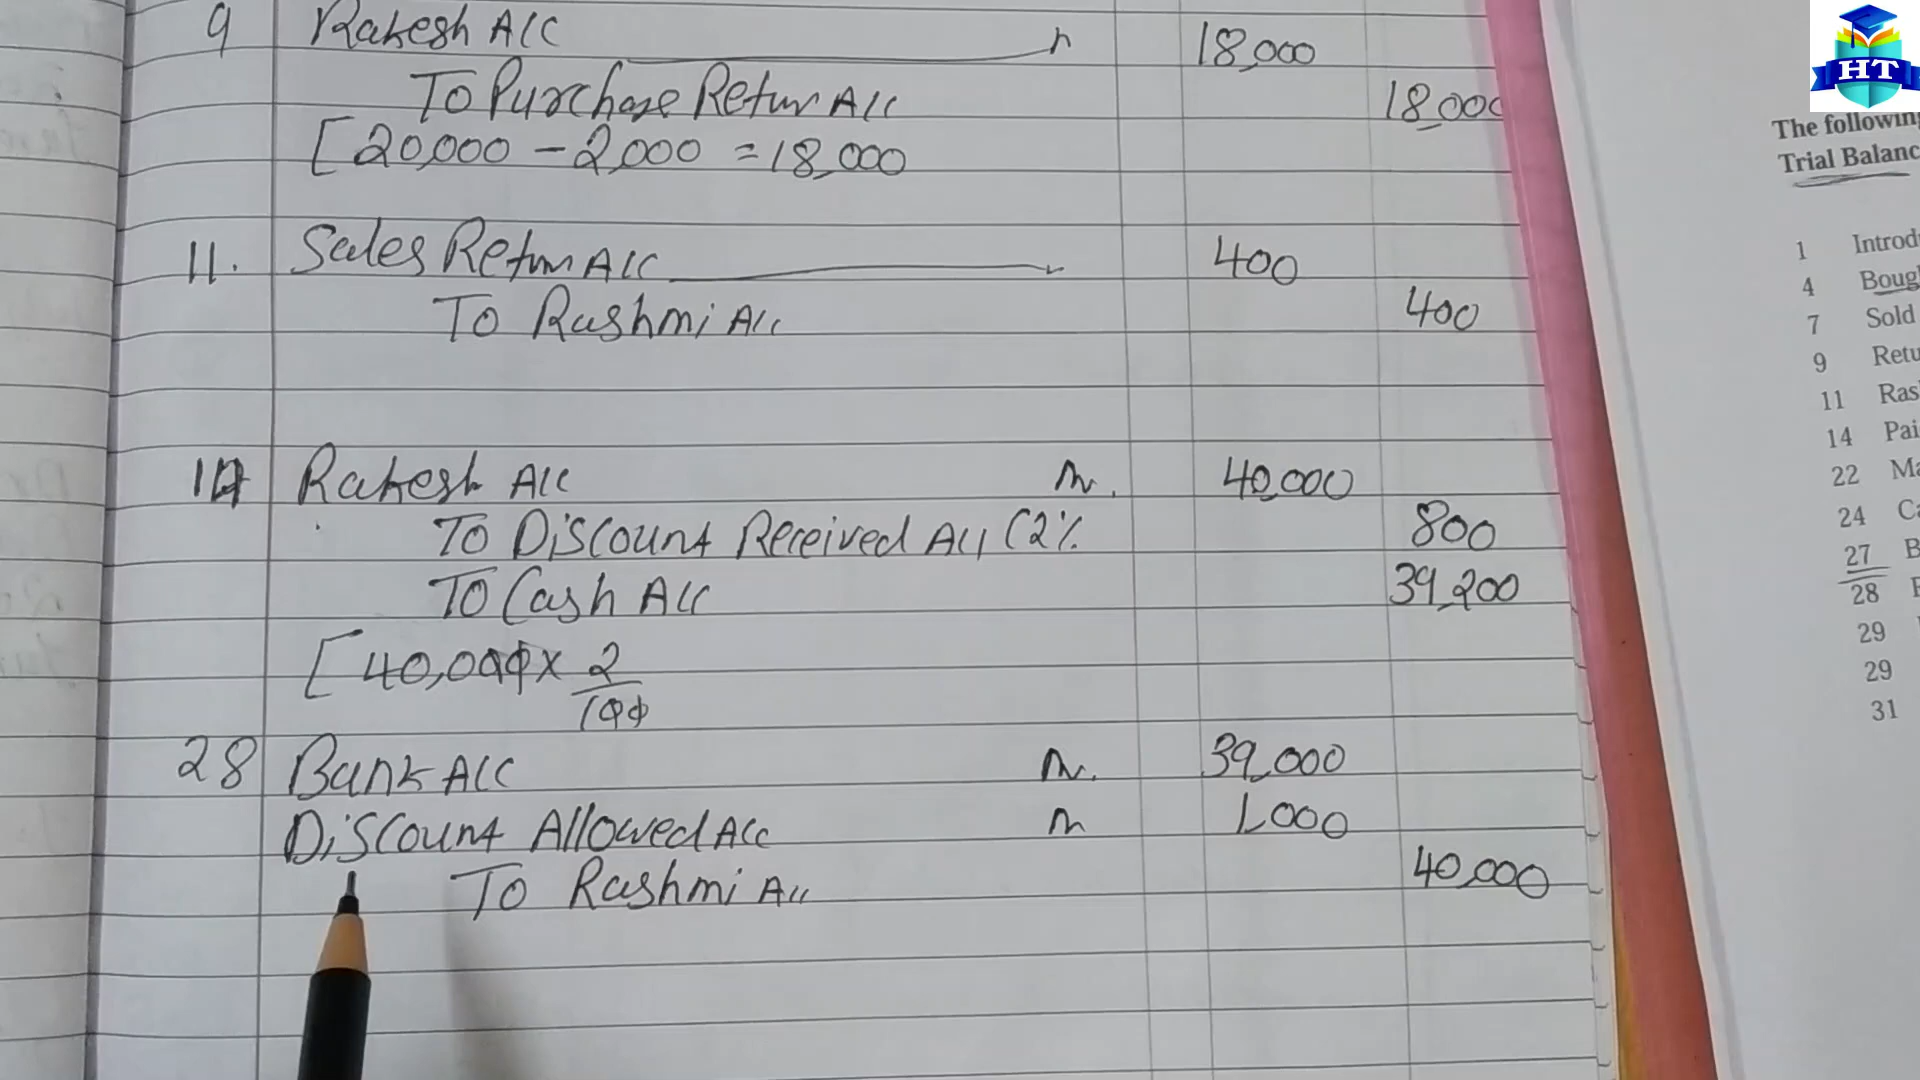 9 Rakesh A/C r 18,000
To Purchase Return A/C 18,000
[20,000 - 2,000 = 18,000
11. Sales Return A/C 400
To Rashmi A/C 400
14 Rakesh A/C Dr. 40,000
To Discount Received A/C (2% 800
To Cash A/C 39,200
[40,000 x 2
100
28 Bank A/C Dr. 39,000
Discount Allowed A/C Dr 1,000
To Rashmi A/C 40,000
HT
The following
Trial Balanc
1 Introdu
4 Boug
7 Sold
9 Retu
11 Ras
14 Pai
22 Ma
24 Ca
27 B
28
29
29
31